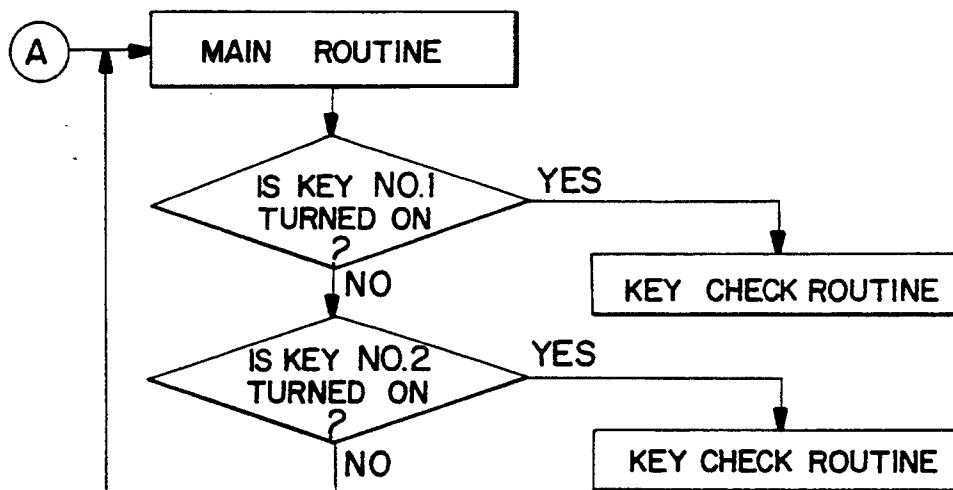 A
MAIN ROUTINE
IS KEY NO.1
TURNED ON
?
YES
NO
KEY CHECK ROUTINE
IS KEY NO.2
TURNED ON
?
YES
NO
KEY CHECK ROUTINE